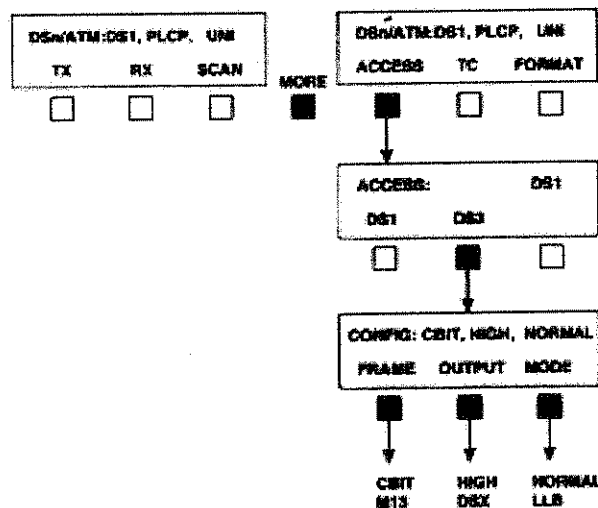 DSn/ATM:DS1, PLCP, UNI
TX RX SCAN
MORE
DSn/ATM:DS1, PLCP, UNI
ACCESS TC FORMAT
ACCESS: DS1
DS1 DS3
CONFIG: CBIT, HIGH, NORMAL
FRAME OUTPUT MODE
CBIT HIGH NORMAL
M13 DSX LLB